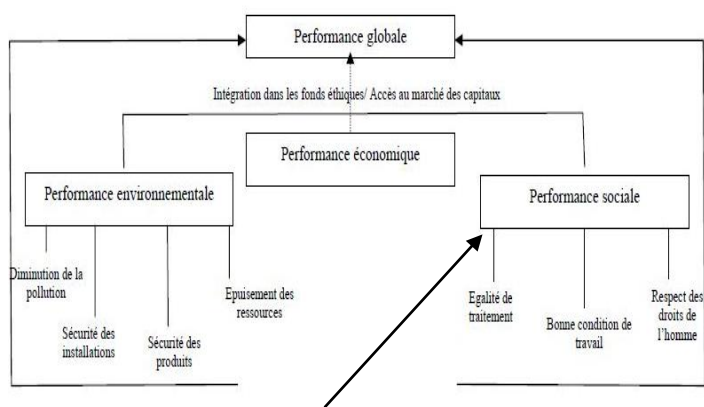 Performance globale
Intégration dans les fonds éthiques/ Accès au marché des capitaux
Performance économique
Performance environnementale
Performance sociale
Diminution de la
pollution
Sécurité des
installations
Sécurité des
produits
Epuisement des
ressources
Egalité de
traitement
Bonne condition de
travail
Respect des
droits de
l'homme